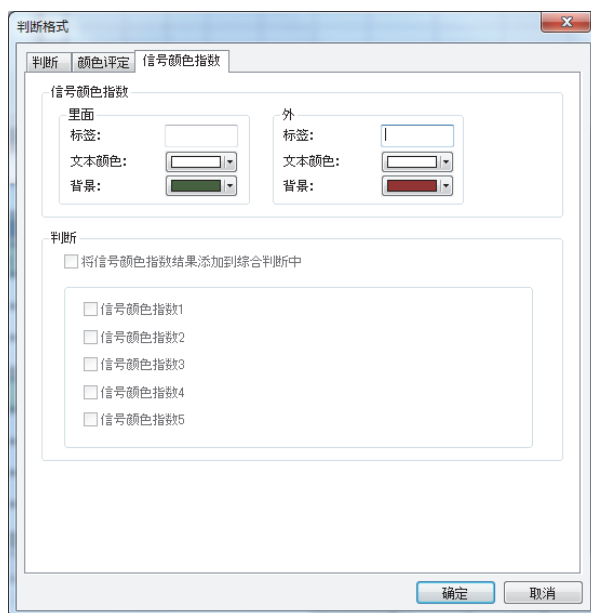 判断格式
判断 颜色评定 信号颜色指数
信号颜色指数
里面
标签:
文本颜色:
背景:
外
标签:
文本颜色:
背景:
判断
将信号颜色指数结果添加到综合判断中
信号颜色指数1
信号颜色指数2
信号颜色指数3
信号颜色指数4
信号颜色指数5
确定 取消